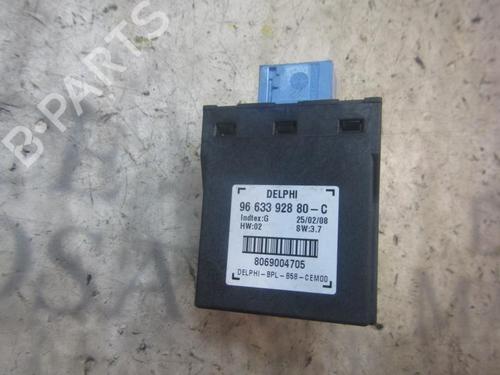 B-PARTS
DELPHI
96 633 928 80-C
Indtex:G 25/02/08
HW:02 SW:3.7
8069004705
DELPHI-BPL-B58-CEM00